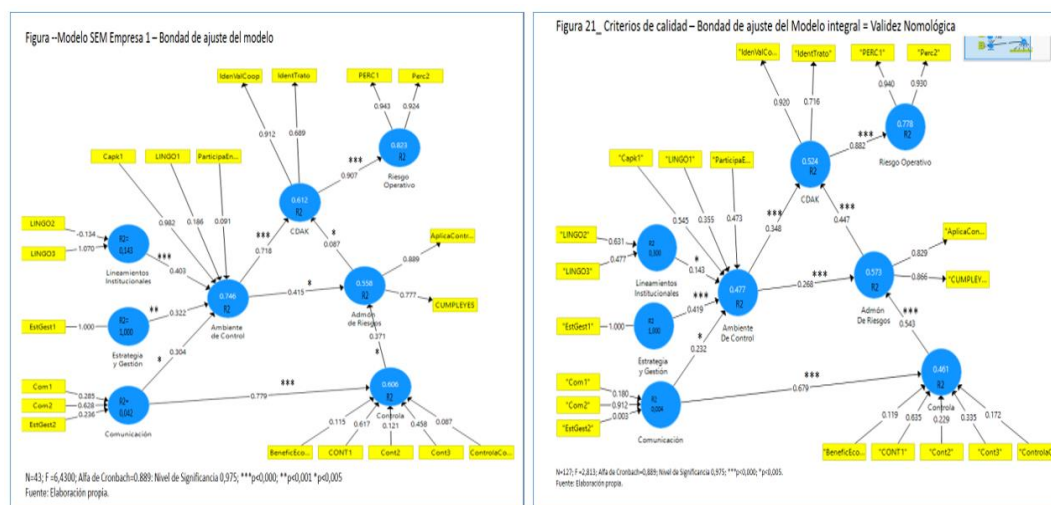 Figura --Modelo SEM Empresa 1 – Bondad de ajuste del modelo
IdenValCoop
IdentTrato
PERC1
Perc2
0.943
0.924
0.912
0.689
0.823
R2
***
0.907
Riesgo
Operativo
Capk1
LINGO1
ParticipaEn...
0.612
R2
CDAK
0.982
0.186
0.091
***
0.718
*
0.087
LINGO2
LINGO3
-0.134
1.070
R2=
0,543
***
0.403
Lineamientos
Institucionales
AplicaContr...
0.889
0.746
R2
*
0.415
0.558
R2
0.777
CUMPLEYES
Ambiente
de Control
Admón
de Riesgos
EstGest1
1.000
R2=
1,000
**
0.322
Estrategia
y Gestión
0.304
*
0.371
*
Com1
Com2
EstGest2
0.285
0.628
0.236
R2=
0,042
Comunicación
***
0.779
0.606
R2
Controla
0.115
0.617
0.121
0.458
0.087
BeneficEco...
CONT1
Cont2
Cont3
ControlaCo...
N=43; F =6,4300; Alfa de Cronbach=0.889: Nivel de Significancia 0,975; ***p<0,000; **p<0,001 *p<0,005
Fuente: Elaboración propia.
Figura 21_ Criterios de calidad – Bondad de ajuste del Modelo integral = Validez Nomológica
"IdenValCo...
"IdentTrato"
"PERC1"
"Perc2"
0.940
0.930
0.920
0.716
0.778
R2
***
0.882
Riesgo Operativo
"Capk1"
"LINGO1"
"ParticipaE...
0.524
R2
CDAK
0.545
0.355
0.473
***
0.348
***
0.447
"LINGO2"
"LINGO3"
0.631
0.477
R2
*
0.143
Lineamientos
Institucionales
"AplicaCon...
0.829
0.477
R2
***
0.268
0.573
R2
0.866
"CUMPLEY...
Ambiente
De Control
Admón
De Riesgos
"EstGest1"
1.000
R2
1,000
***
0.419
Estrategia
y Gestión
*
0.232
***
0.543
"Com1"
"Com2"
"EstGest2"
0.180
0.912
0.003
R2
0,004
Comunicación
***
0.679
0.461
R2
Controla
0.119
0.635
0.229
0.335
0.172
"BeneficEco...
"CONT1"
"Cont2"
"Cont3"
"ControlaC
N=127; F =2,813; Alfa de Cronbach=0,889; Nivel de Significancia 0,975; ***p<0,000; *p<0,005.
Fuente: Elaboración propia.